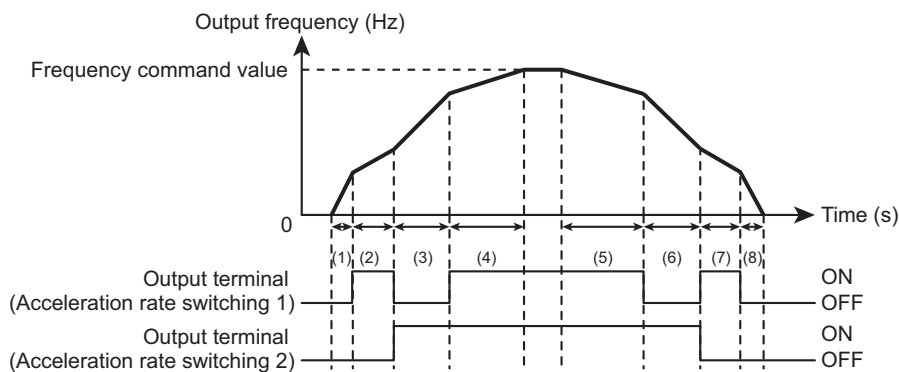 Output frequency (Hz)
Frequency command value
0
Time (s)
(1) (2) (3) (4) (5) (6) (7) (8)
Output terminal
(Acceleration rate switching 1)
ON
OFF
Output terminal
(Acceleration rate switching 2)
ON
OFF